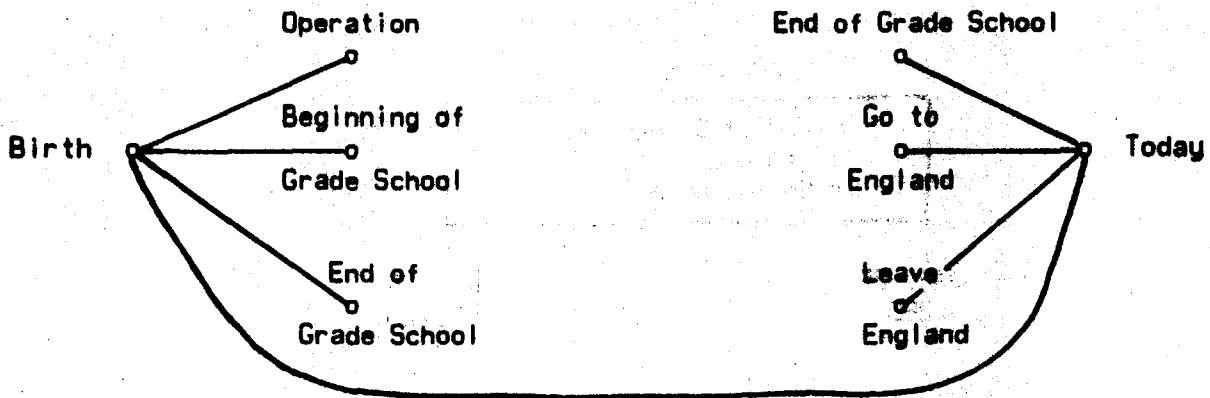 Operation
End of Grade School
Beginning of
Go to
Birth
Today
Grade School
England
End of
Leave
Grade School
England